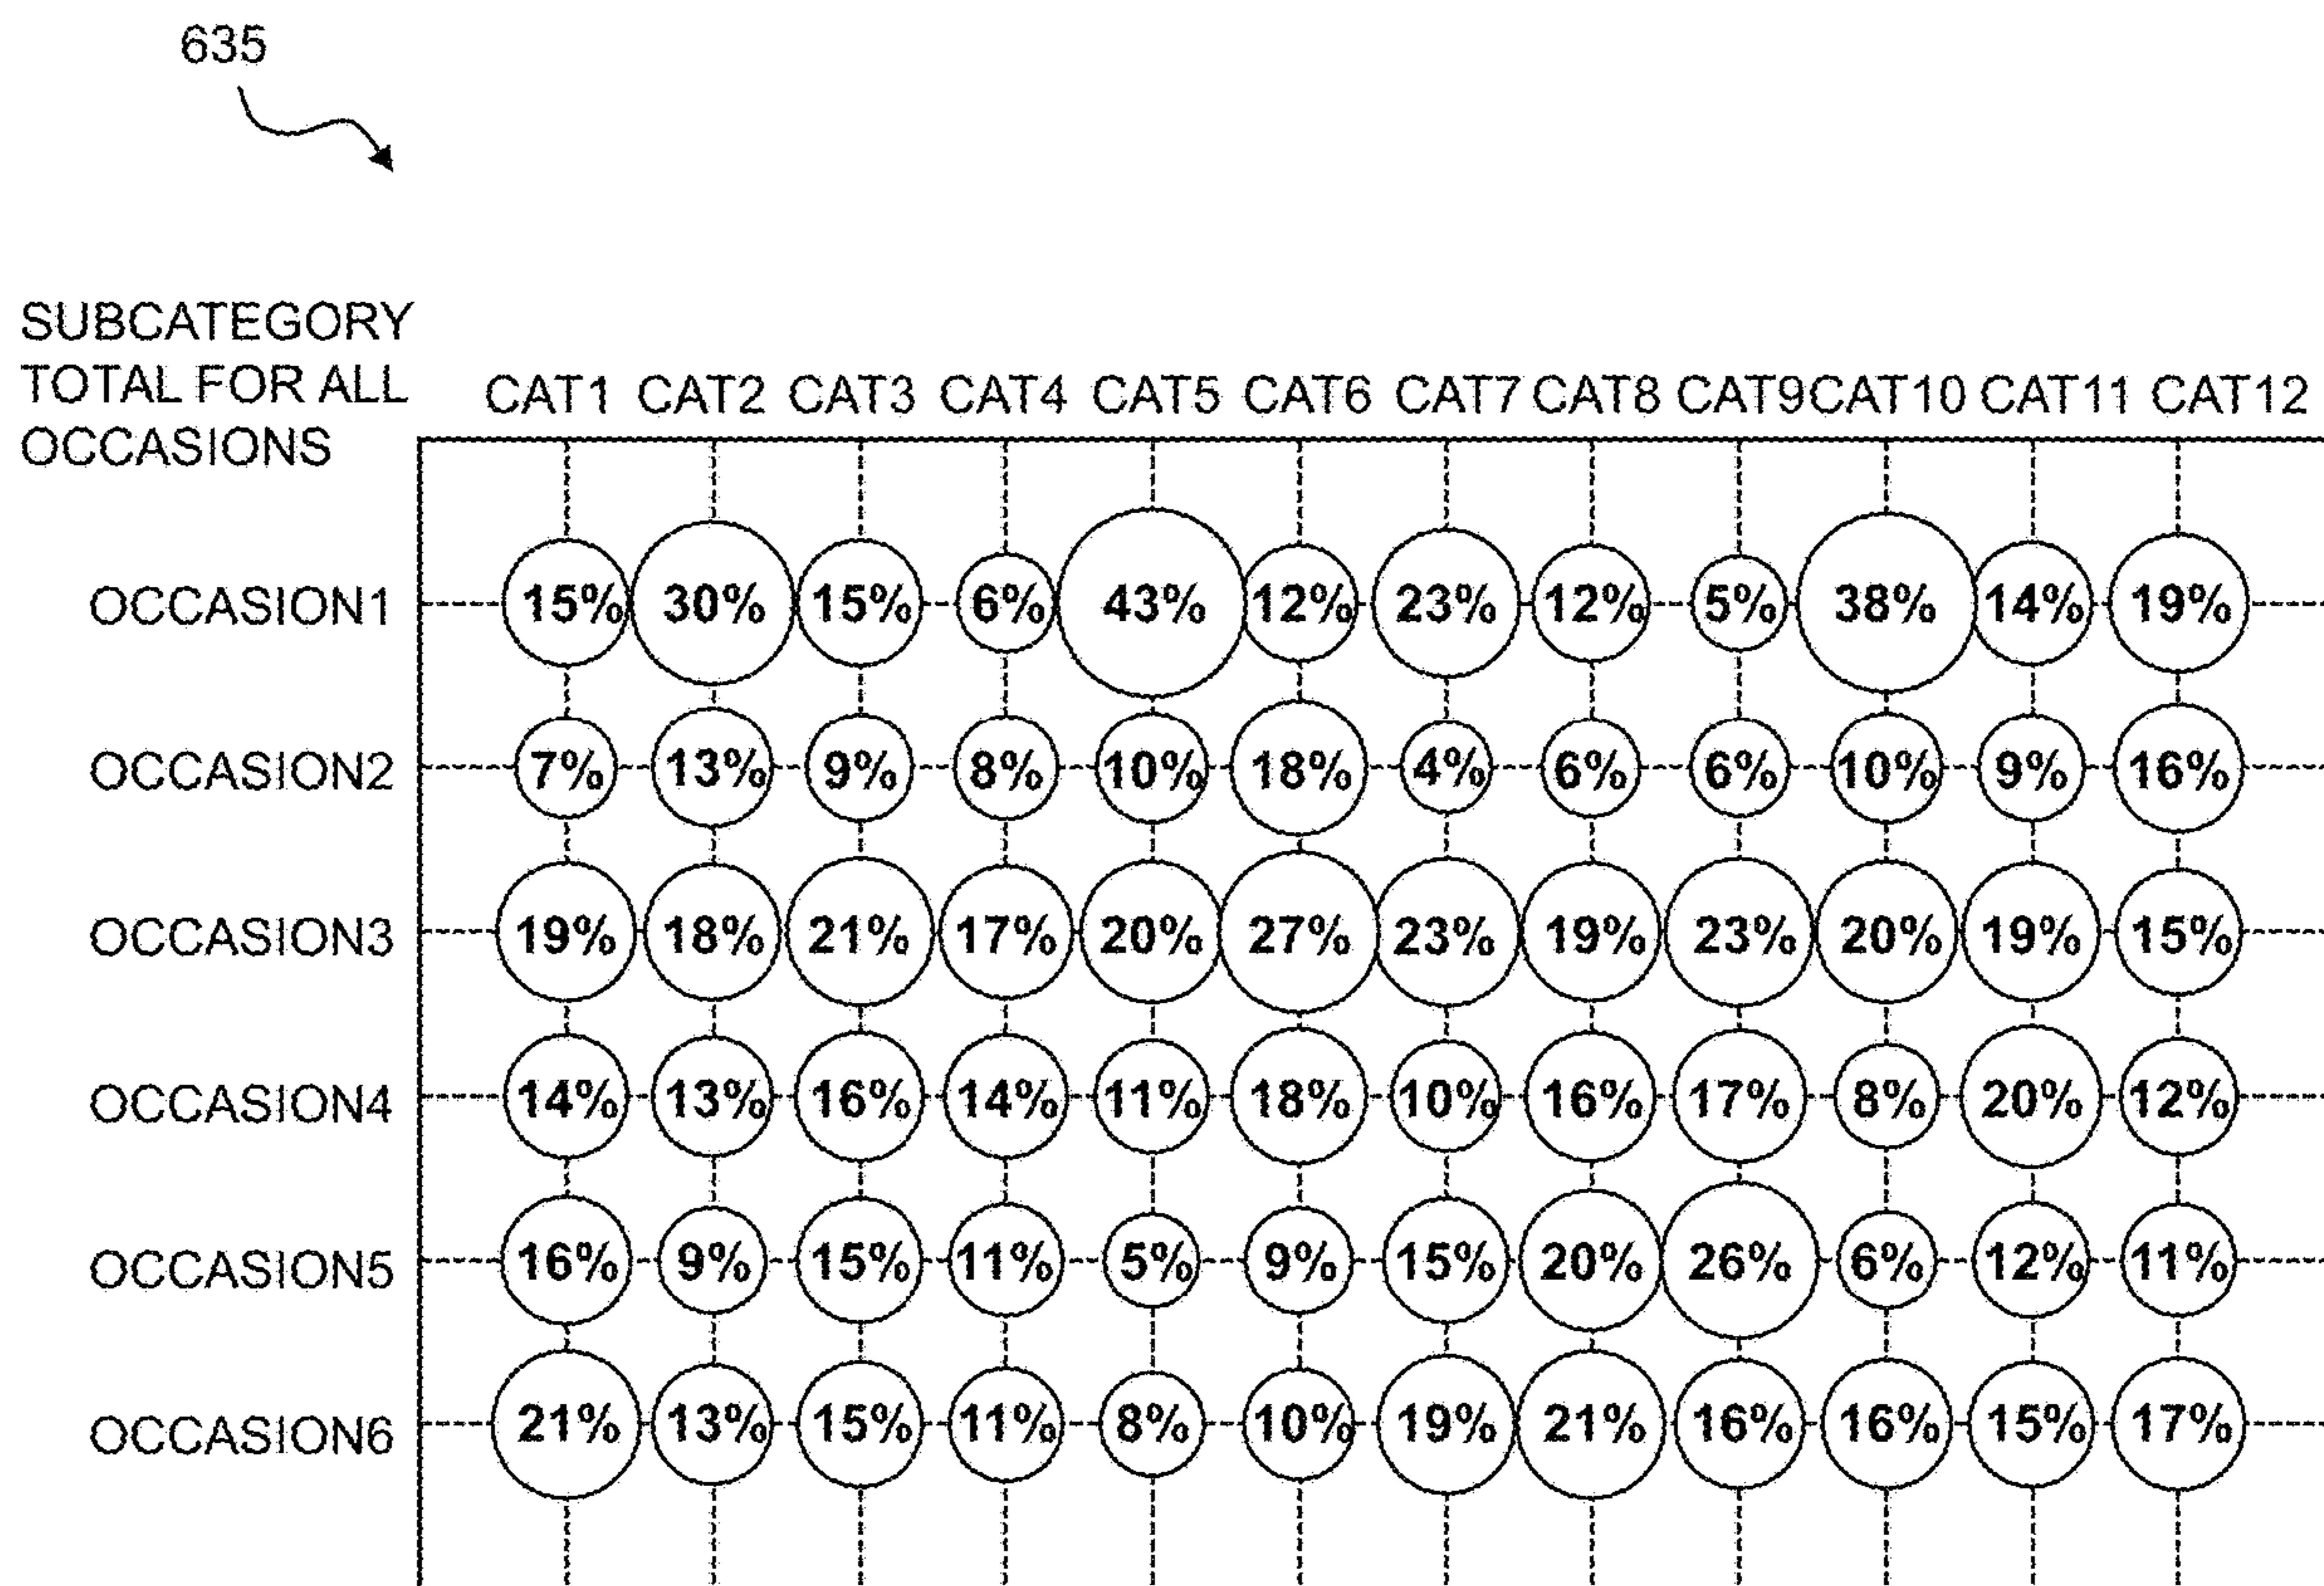 635
SUBCATEGORY
TOTAL FOR ALL
OCCASIONS
CAT1 CAT2 CAT3 CAT4 CAT5 CAT6 CAT7 CAT8 CAT9 CAT10 CAT11 CAT12
OCCASION1 15% 30% 15% 6% 43% 12% 23% 12% 5% 38% 14% 19%
OCCASION2 7% 13% 9% 8% 10% 18% 4% 6% 6% 10% 9% 16%
OCCASION3 19% 18% 21% 17% 20% 27% 23% 19% 23% 20% 19% 15%
OCCASION4 14% 13% 16% 14% 11% 18% 10% 16% 17% 8% 20% 12%
OCCASION5 16% 9% 15% 11% 5% 9% 15% 20% 26% 6% 12% 11%
OCCASION6 21% 13% 15% 11% 8% 10% 19% 21% 16% 16% 15% 17%